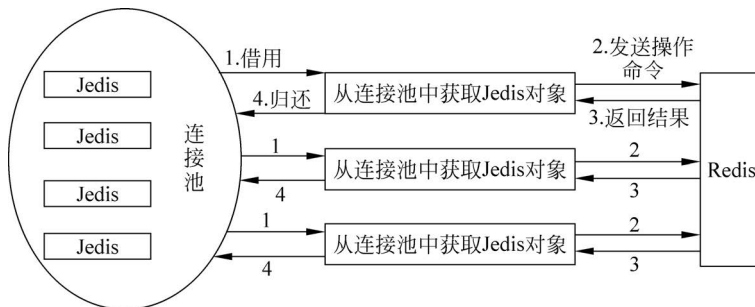 1.借用
2.发送操作
命令
Jedis
从连接池中获取Jedis对象
4.归还
3.返回结果
Jedis
连
接
池
1
从连接池中获取Jedis对象
2
4
3
Redis
Jedis
1
从连接池中获取Jedis对象
2
Jedis
4
3